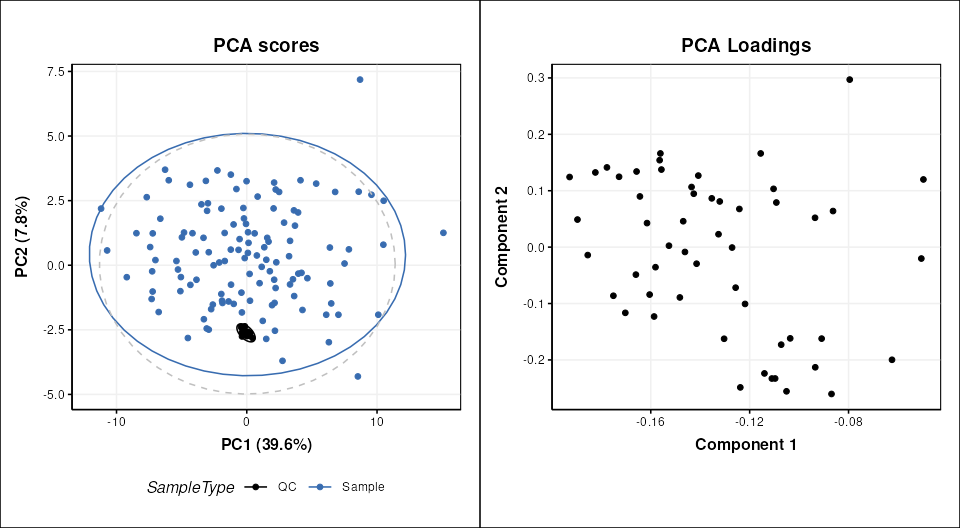 PCA scores
7.5
5.0
2.5
0.0
-2.5
-5.0
PC2 (7.8%)
-10
0
10
PC1 (39.6%)
SampleType QC Sample
PCA Loadings
0.3
0.2
0.1
0.0
-0.1
-0.2
Component 2
-0.16
-0.12
-0.08
Component 1